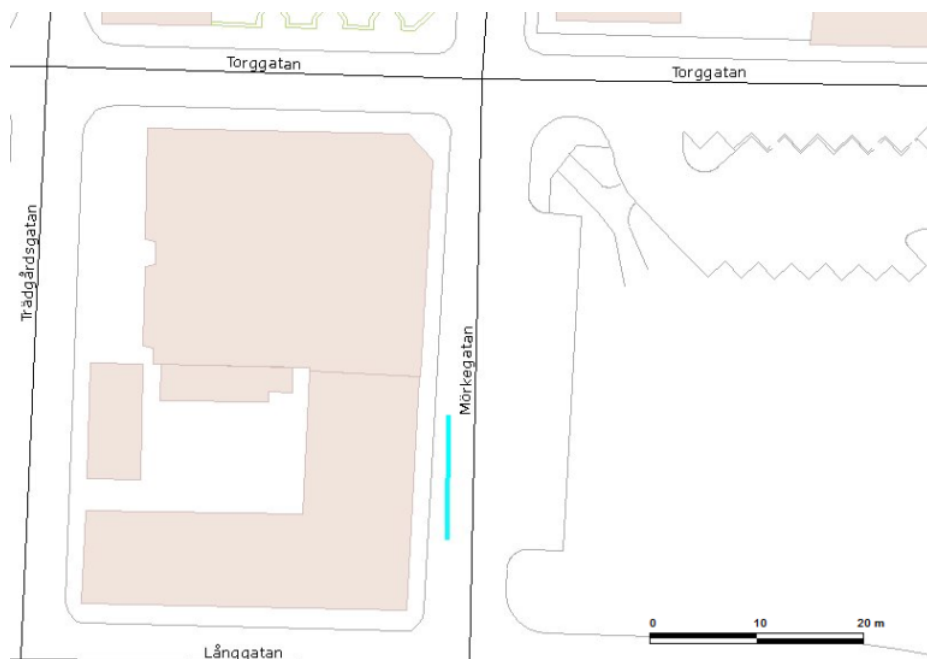 Torggatan
Torggatan
Trädgårdsgatan
Mörkegatan
0 10 20 m
Långgatan